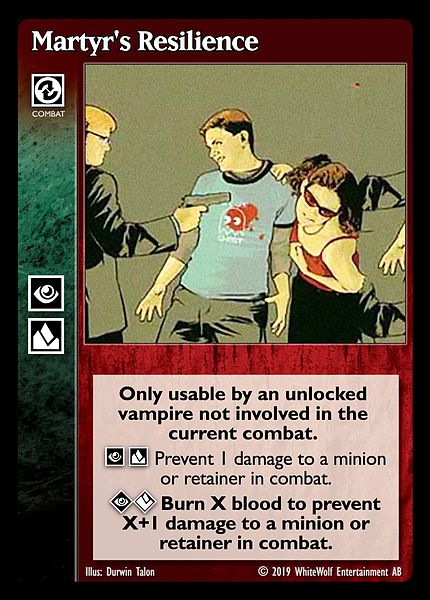 Martyr's Resilience
COMBAT
Only usable by an unlocked
vampire not involved in the
current combat.
Prevent 1 damage to a minion
or retainer in combat.
Burn X blood to prevent
X+1 damage to a minion or
retainer in combat.
Illus: Durwin Talon © 2019 WhiteWolf Entertainment AB